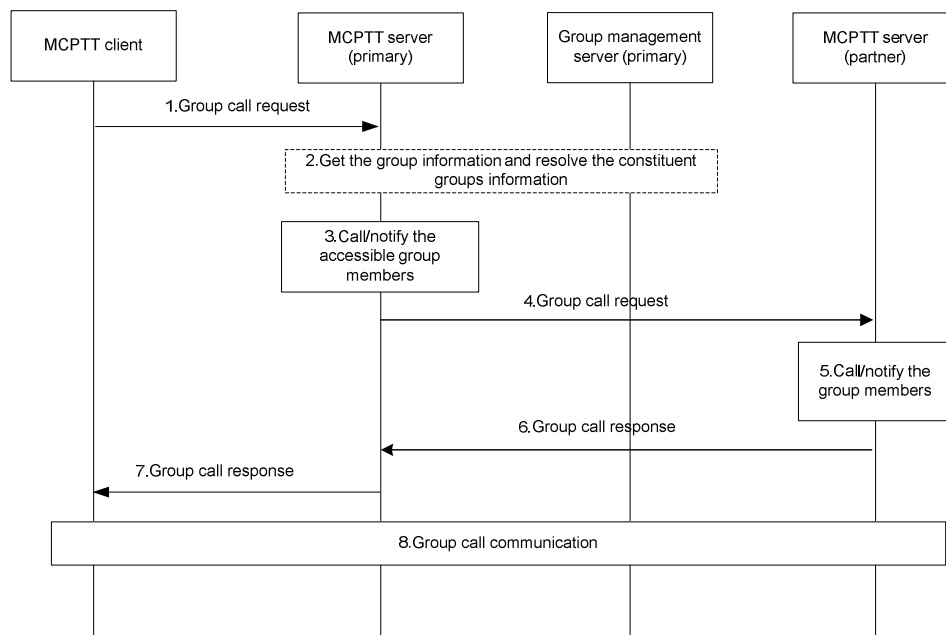 MCPTT client
MCPTT server
(primary)
Group management
server (primary)
MCPTT server
(partner)
1.Group call request
2.Get the group information and resolve the constituent
groups information
3.Call/notify the
accessible group
members
4.Group call request
5.Call/notify the
group members
6.Group call response
7.Group call response
8.Group call communication